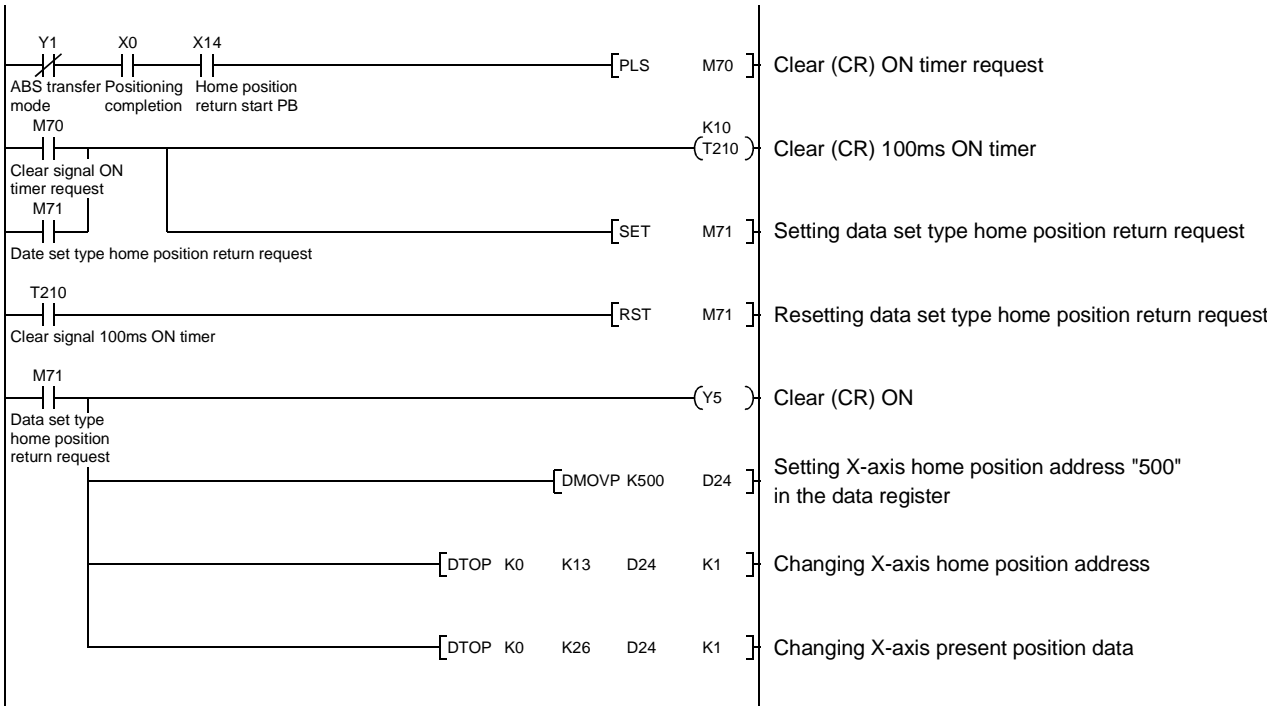 Y1 X0 X14
PLS M70 Clear (CR) ON timer request
ABS transfer mode
Positioning completion
Home position return start PB
M70
K10
T210 Clear (CR) 100ms ON timer
Clear signal ON
timer request
M71
SET M71 Setting data set type home position return request
Date set type home position return request
T210
RST M71 Resetting data set type home position return request
Clear signal 100ms ON timer
M71
Y5 Clear (CR) ON
Data set type
home position
return request
DMOVP K500 D24 Setting X-axis home position address "500"
in the data register
DTOP K0 K13 D24 K1 Changing X-axis home position address
DTOP K0 K26 D24 K1 Changing X-axis present position data